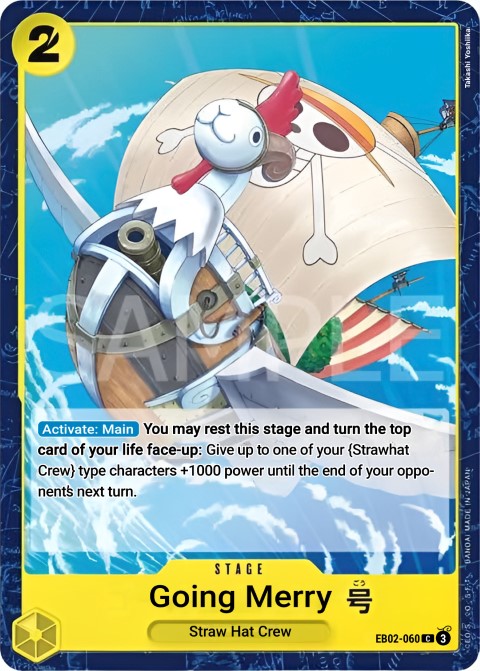 2
Takashi Yoshiika
SAMPLE
Activate: Main You may rest this stage and turn the top
card of your life face-up: Give up to one of your {Strawhat
Crew} type characters +1000 power until the end of your oppo-
nent's next turn.
BANDAI MADE IN JAPAN
STAGE
ごう
Going Merry 号
Straw Hat Crew
EB02-060 C 3